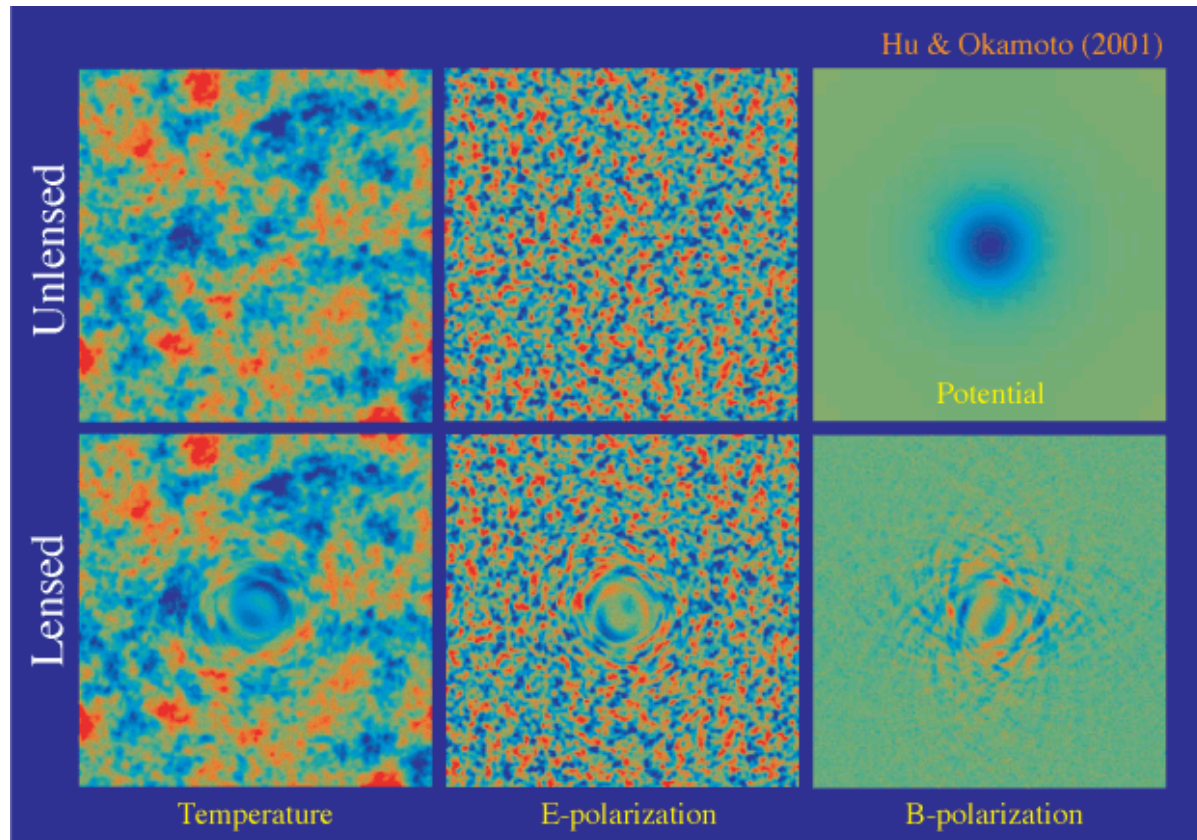 Hu & Okamoto (2001)
Unlensed
Potential
Lensed
Temperature
E-polarization
B-polarization